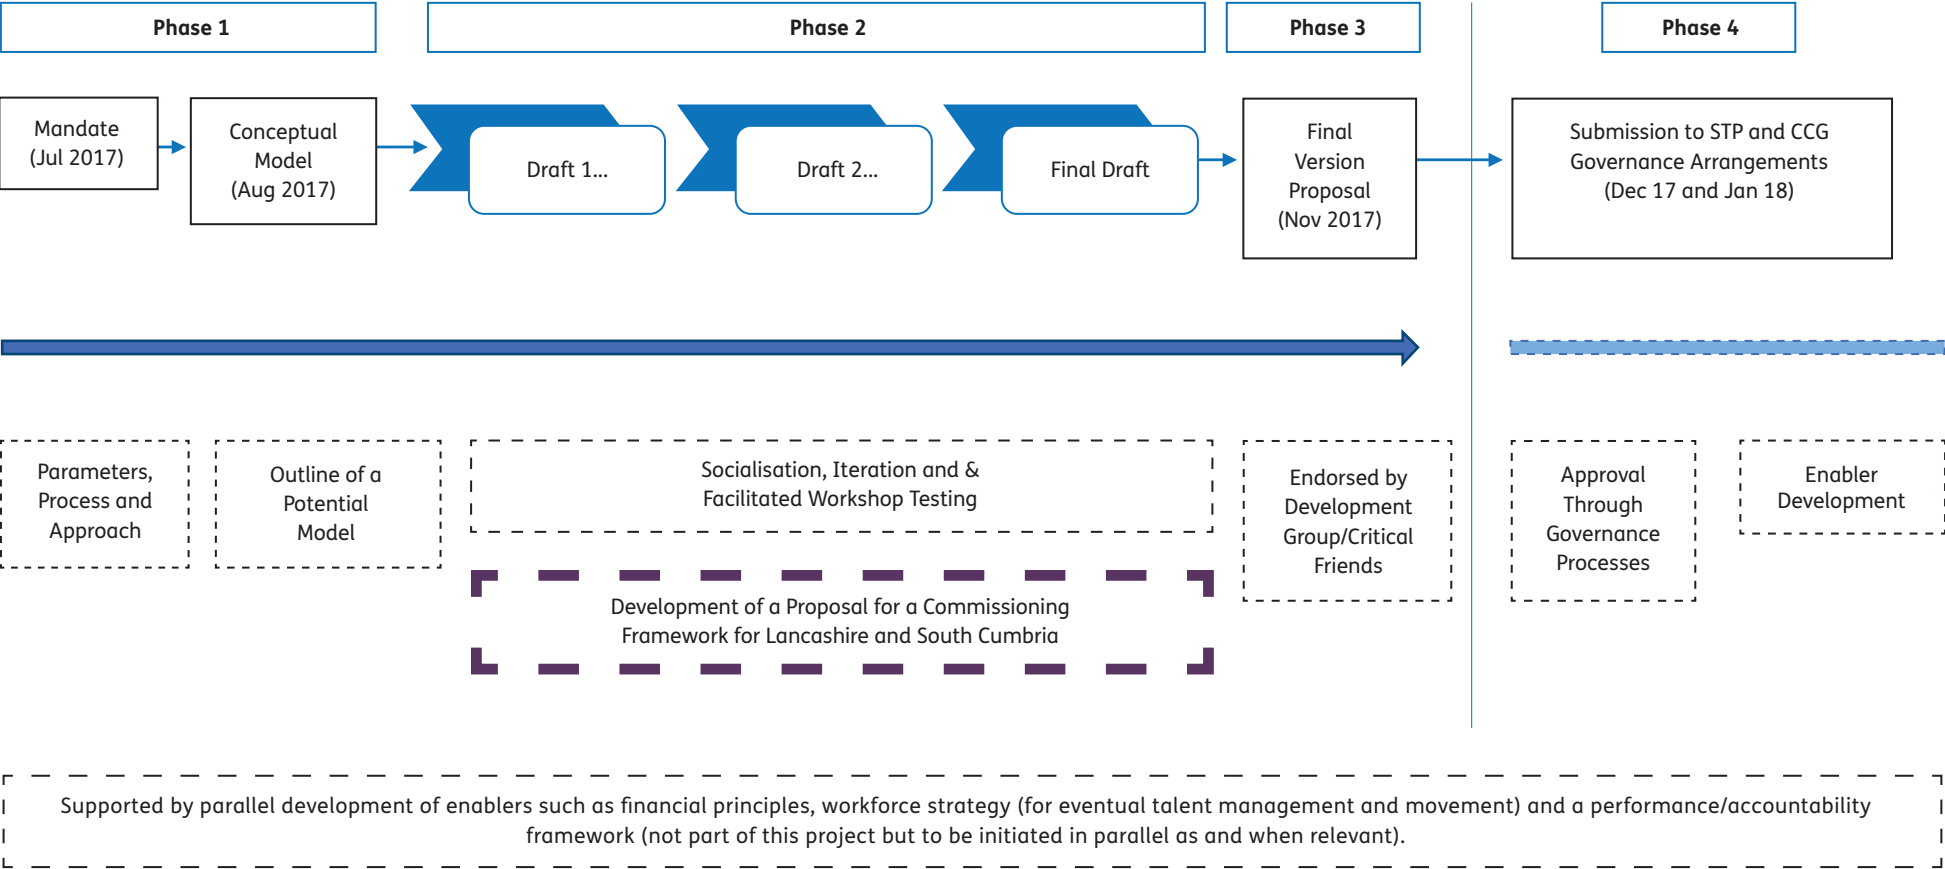 Phase 1
Phase 2
Phase 3
Phase 4
Mandate
(Jul 2017)
Conceptual
Model
(Aug 2017)
Draft 1...
Draft 2...
Final Draft
Final
Version
Proposal
(Nov 2017)
Submission to STP and CCG
Governance Arrangements
(Dec 17 and Jan 18)
Parameters,
Process and
Approach
Outline of a
Potential
Model
Socialisation, Iteration and &
Facilitated Workshop Testing
Development of a Proposal for a Commissioning
Framework for Lancashire and South Cumbria
Endorsed by
Development
Group/Critical
Friends
Approval
Through
Governance
Processes
Enabler
Development
Supported by parallel development of enablers such as financial principles, workforce strategy (for eventual talent management and movement) and a performance/accountability
framework (not part of this project but to be initiated in parallel as and when relevant).